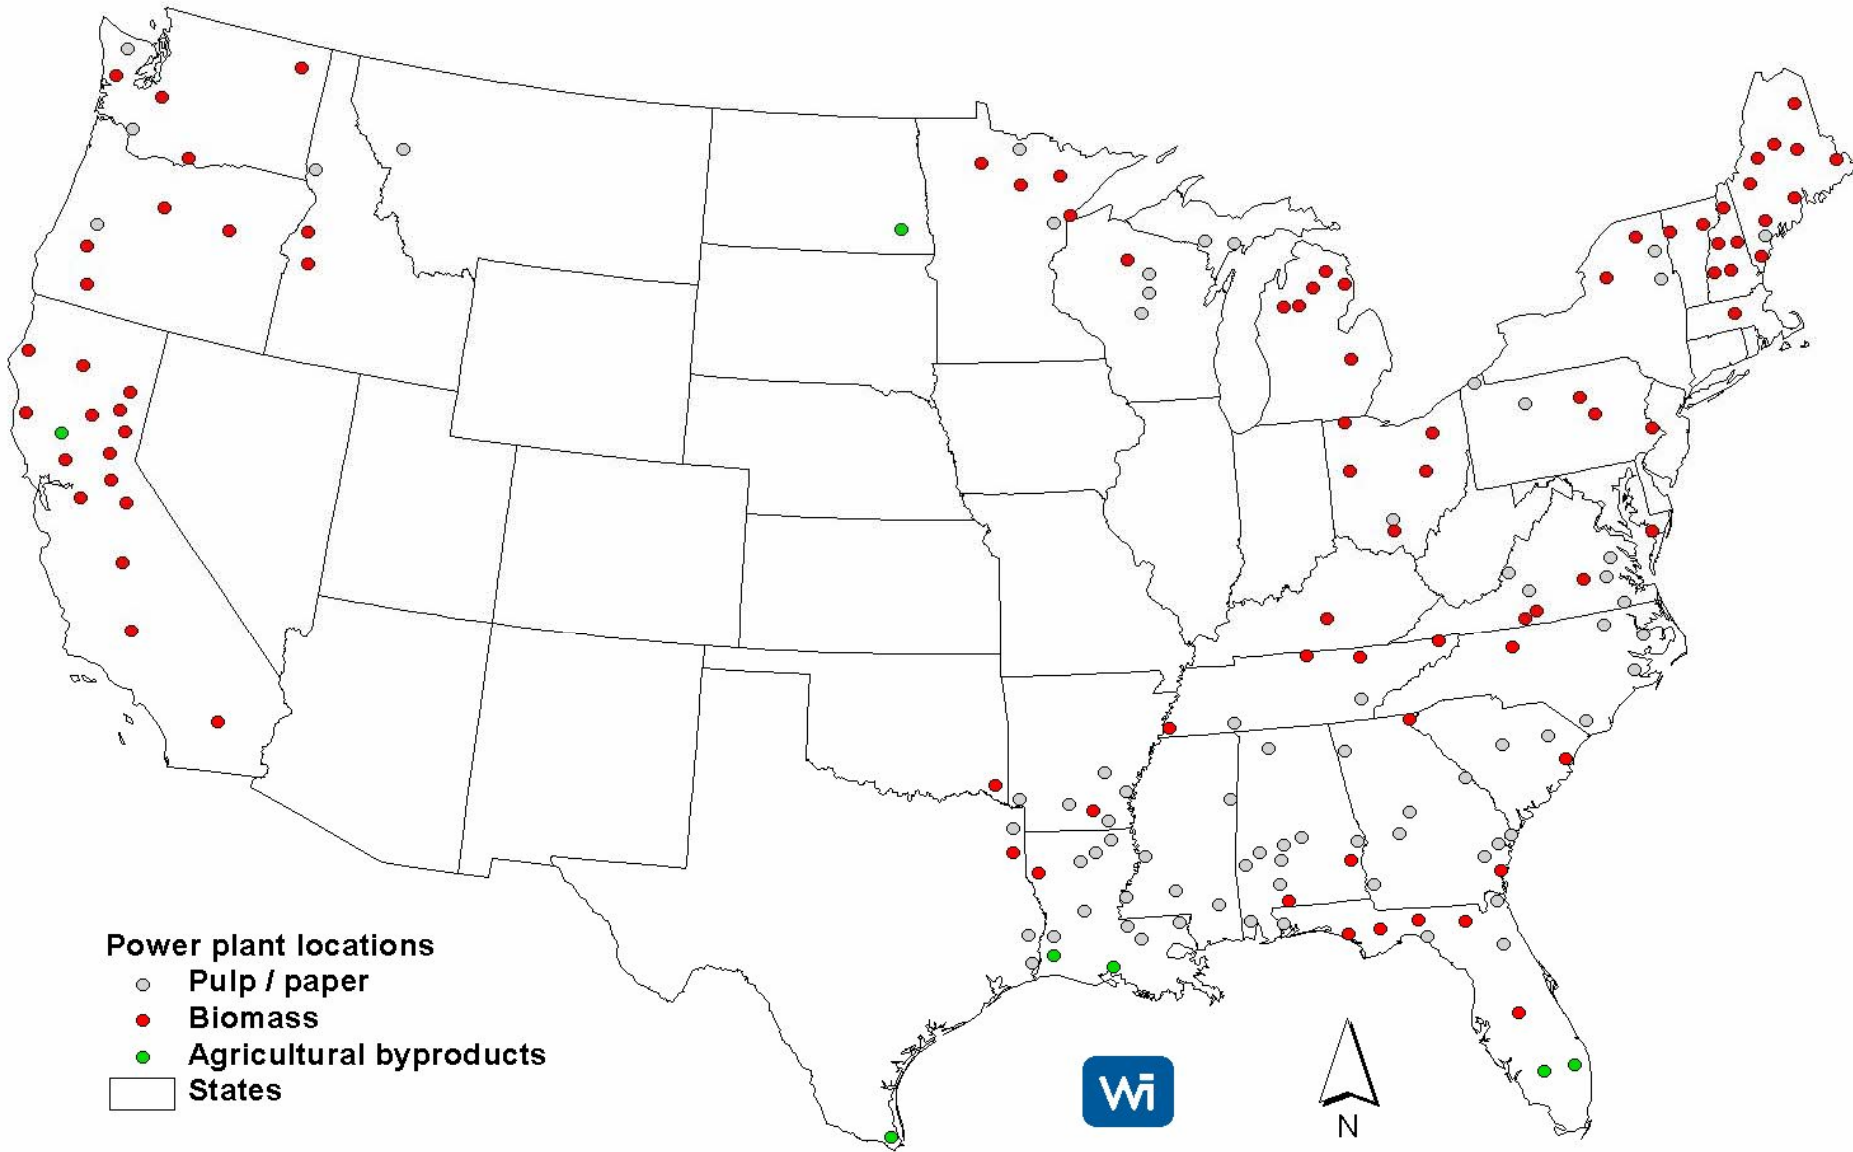 Power plant locations
Pulp / paper
Biomass
Agricultural byproducts
States
Wi
N